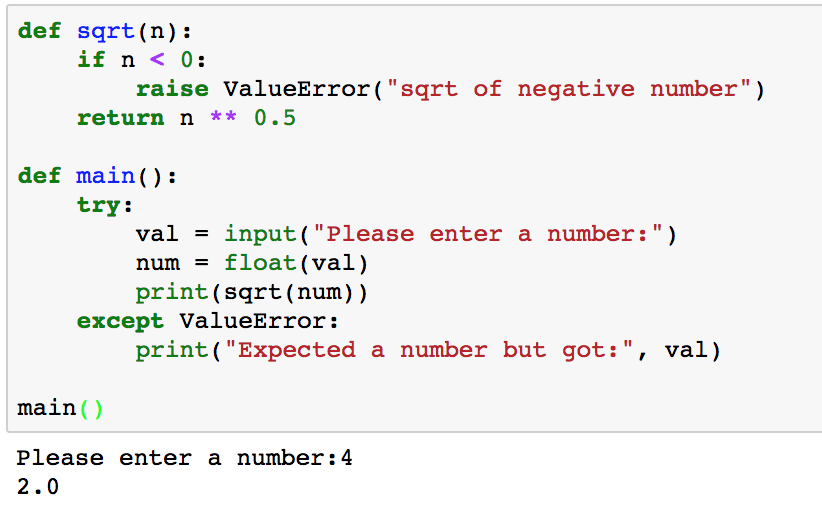 def sqrt(n):
    if n < 0:
        raise ValueError("sqrt of negative number")
    return n ** 0.5

def main():
    try:
        val = input("Please enter a number:")
        num = float(val)
        print(sqrt(num))
    except ValueError:
        print("Expected a number but got:", val)

main()
Please enter a number:4
2.0